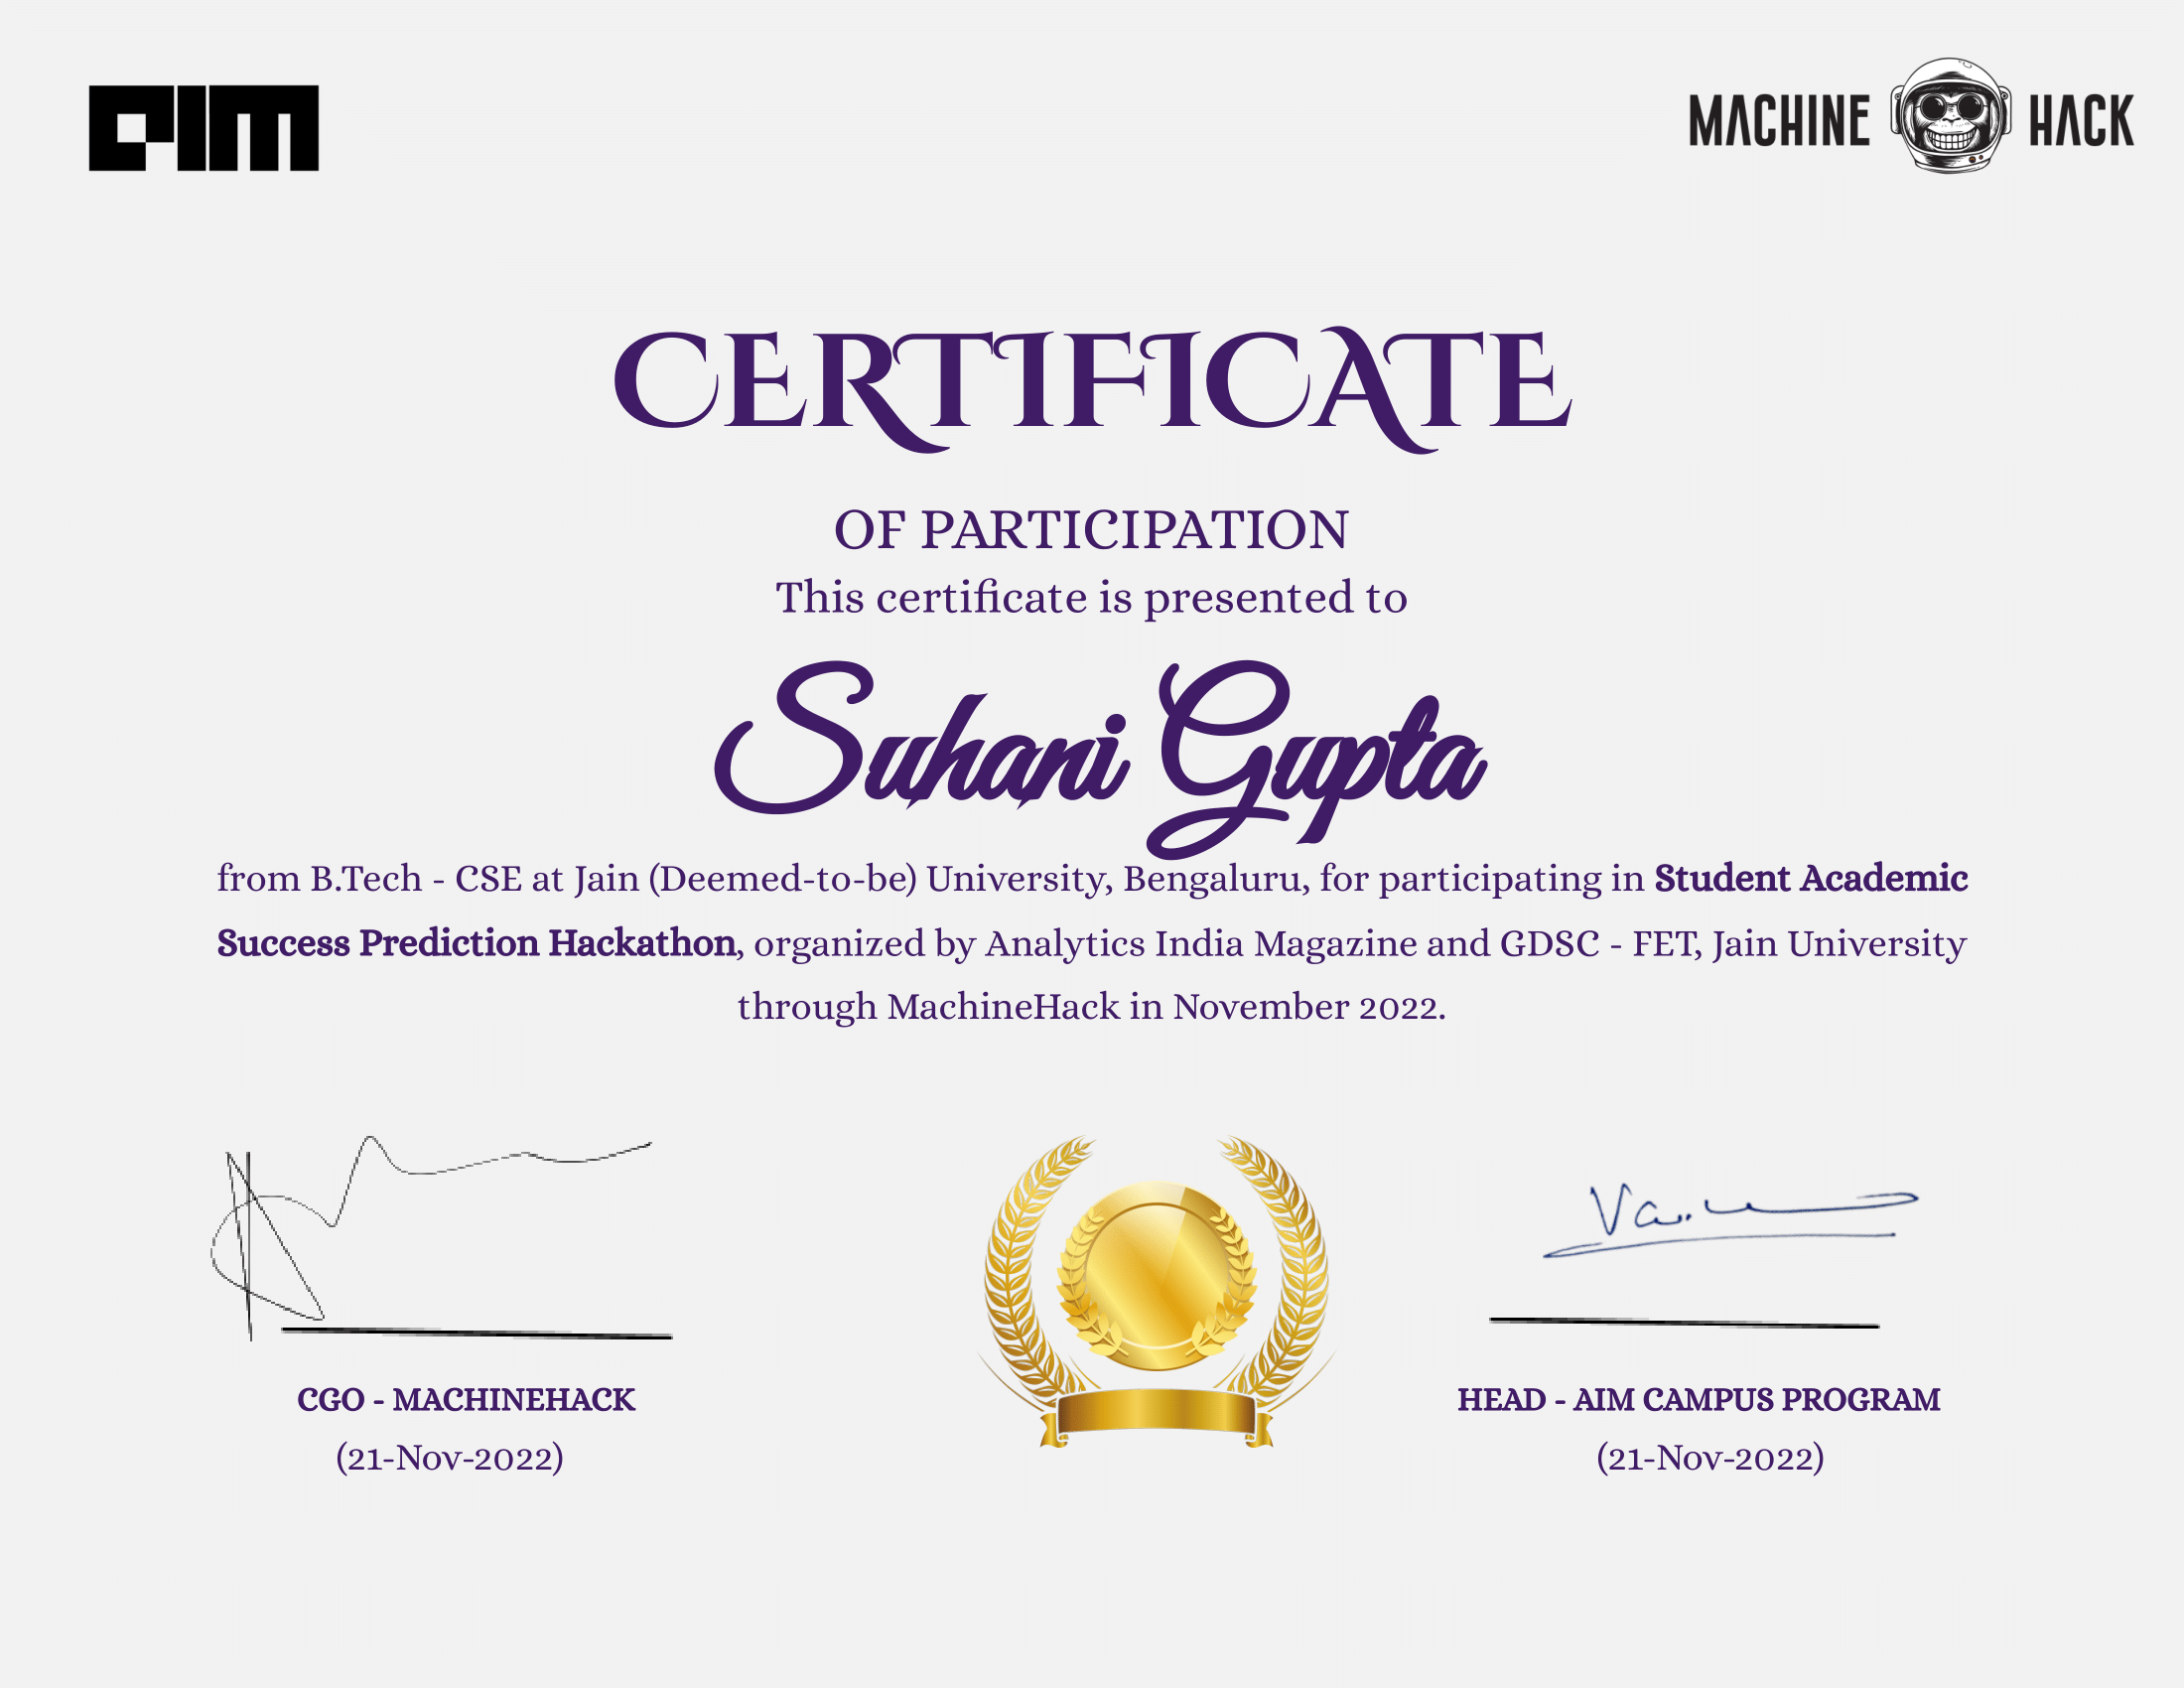 AIM
MACHINE HACK
CERTIFICATE
OF PARTICIPATION
This certificate is presented to
Suhani Gupta
from B.Tech - CSE at Jain (Deemed-to-be) University, Bengaluru, for participating in Student Academic
Success Prediction Hackathon, organized by Analytics India Magazine and GDSC - FET, Jain University
through MachineHack in November 2022.
CGO - MACHINEHACK
(21-Nov-2022)
HEAD - AIM CAMPUS PROGRAM
(21-Nov-2022)